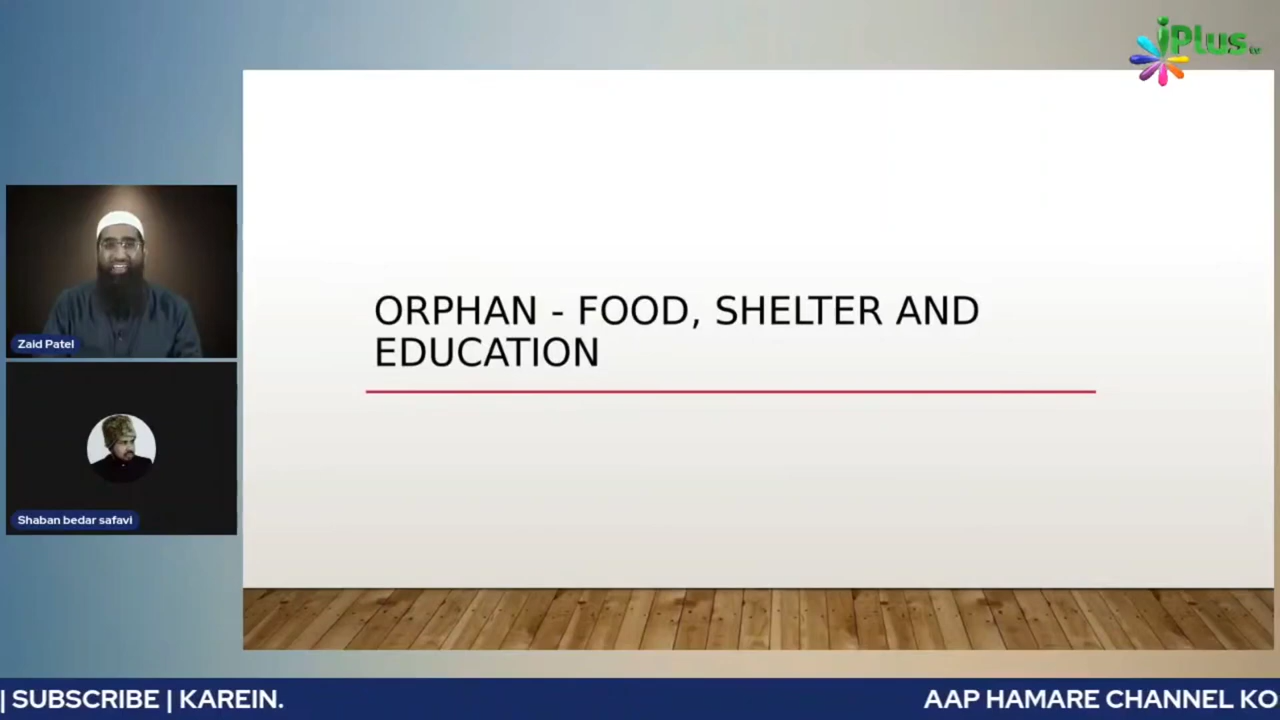 iPlus tv
ORPHAN - FOOD, SHELTER AND
EDUCATION
Zaid Patel
Shaban bedar safavi
| SUBSCRIBE | KAREIN.
AAP HAMARE CHANNEL KO